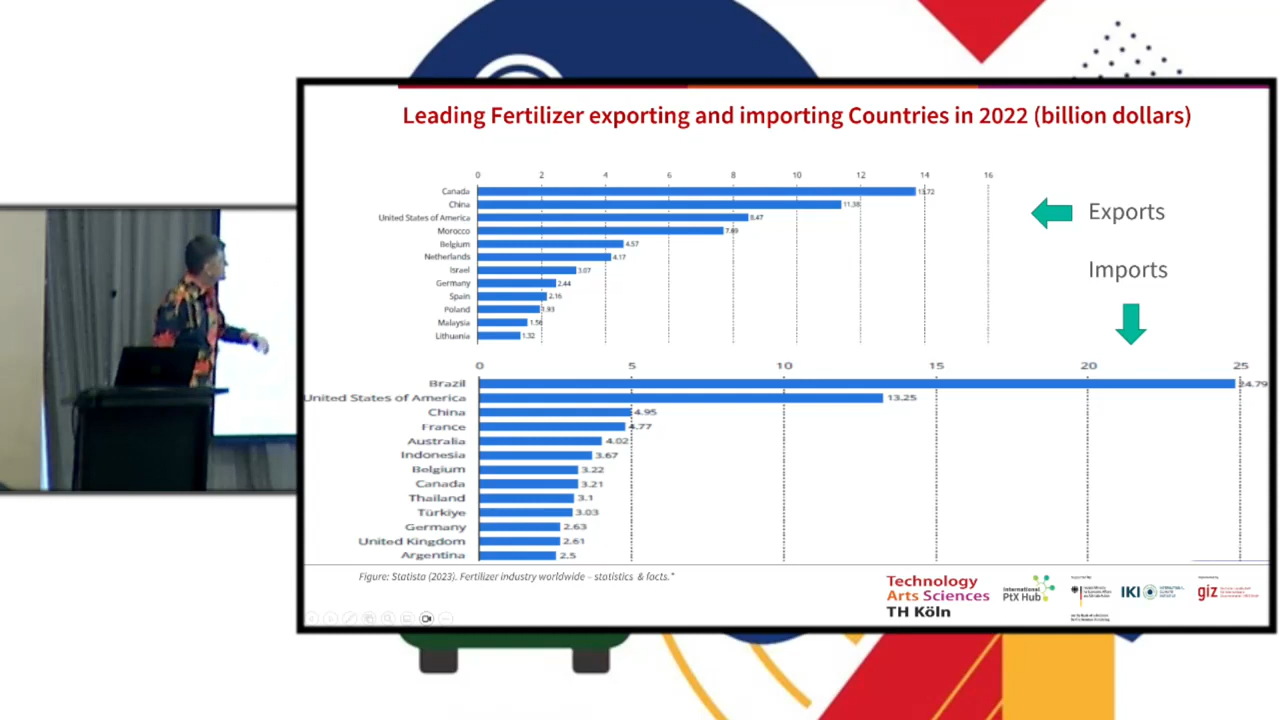 Leading Fertilizer exporting and importing Countries in 2022 (billion dollars)
0 2 4 6 8 10 12 14 16
Canada 13.72
China 11.38
United States of America 8.47
Morocco 7.69
Belgium 4.57
Netherlands 4.17
Israel 3.07
Germany 2.44
Spain 2.16
Poland 1.93
Malaysia 1.56
Lithuania 1.32
Exports
Imports
0 5 10 15 20 25
Brazil 24.79
United States of America 13.25
China 4.95
France 4.77
Australia 4.02
Indonesia 3.67
Belgium 3.22
Canada 3.21
Thailand 3.1
Türkiye 3.03
Germany 2.63
United Kingdom 2.61
Argentina 2.5
Figure: Statista (2023). Fertilizer industry worldwide – statistics & facts.*
Technology
Arts Sciences
TH Köln
International
PtX Hub
IKI
giz